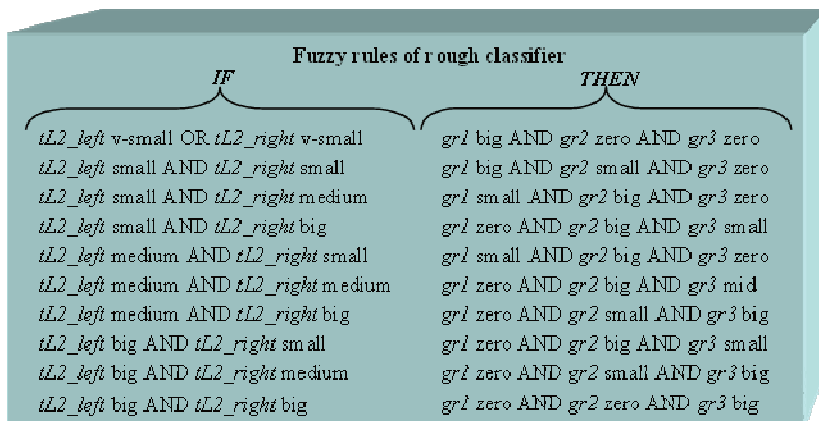 Fuzzy rules of rough classifier
IF THEN
tL2_left v-small OR tL2_right v-small gr1 big AND gr2 zero AND gr3 zero
tL2_left small AND tL2_right small gr1 big AND gr2 small AND gr3 zero
tL2_left small AND tL2_right medium gr1 small AND gr2 big AND gr3 zero
tL2_left small AND tL2_right big gr1 zero AND gr2 big AND gr3 small
tL2_left medium AND tL2_right small gr1 small AND gr2 big AND gr3 zero
tL2_left medium AND tL2_right medium gr1 zero AND gr2 big AND gr3 mid
tL2_left medium AND tL2_right big gr1 zero AND gr2 small AND gr3 big
tL2_left big AND tL2_right small gr1 zero AND gr2 big AND gr3 small
tL2_left big AND tL2_right medium gr1 zero AND gr2 small AND gr3 big
tL2_left big AND tL2_right big gr1 zero AND gr2 zero AND gr3 big